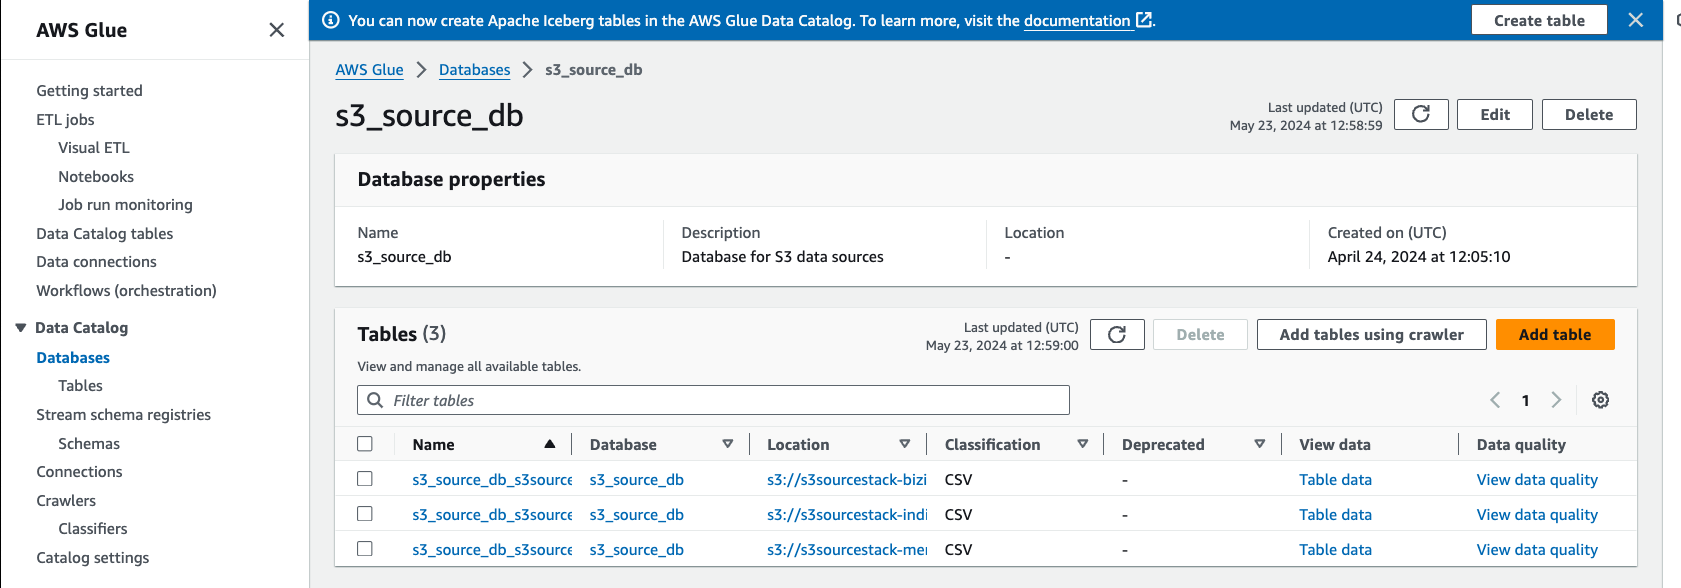 AWS Glue
Getting started
ETL jobs
Visual ETL
Notebooks
Job run monitoring
Data Catalog tables
Data connections
Workflows (orchestration)
Data Catalog
Databases
Tables
Stream schema registries
Schemas
Connections
Crawlers
Classifiers
Catalog settings
You can now create Apache Iceberg tables in the AWS Glue Data Catalog. To learn more, visit the documentation.
Create table
AWS Glue > Databases > s3_source_db
s3_source_db
Last updated (UTC)
May 23, 2024 at 12:58:59
Edit
Delete
Database properties
Name
s3_source_db
Description
Database for S3 data sources
Location
-
Created on (UTC)
April 24, 2024 at 12:05:10
Tables (3)
View and manage all available tables.
Last updated (UTC)
May 23, 2024 at 12:59:00
Delete
Add tables using crawler
Add table
Filter tables
1
Name Database Location Classification Deprecated View data Data quality
s3_source_db_s3source s3_source_db s3://s3sourcestack-bizi CSV - Table data View data quality
s3_source_db_s3source s3_source_db s3://s3sourcestack-indi CSV - Table data View data quality
s3_source_db_s3source s3_source_db s3://s3sourcestack-mer CSV - Table data View data quality